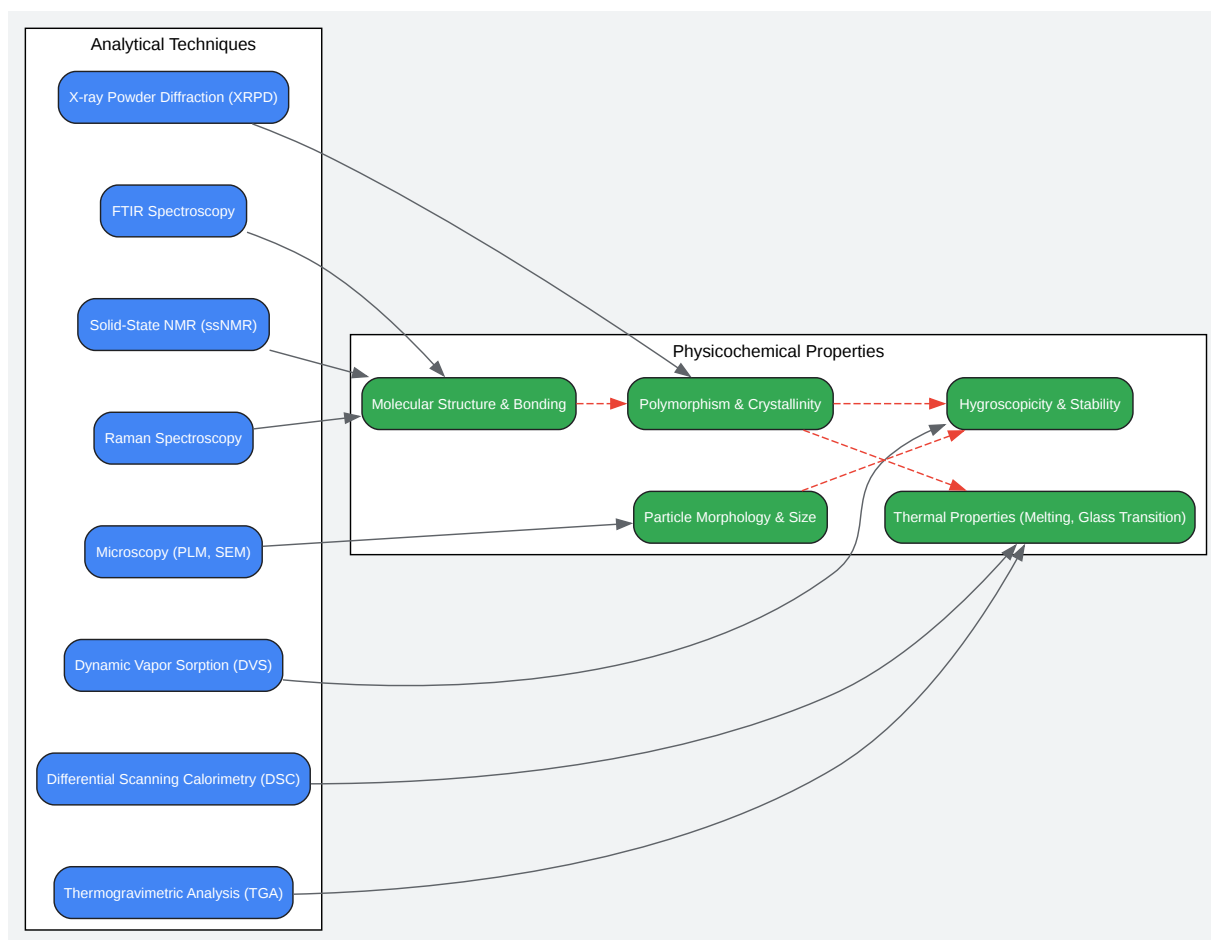 Analytical Techniques
X-ray Powder Diffraction (XRPD)
FTIR Spectroscopy
Solid-State NMR (ssNMR)
Raman Spectroscopy
Microscopy (PLM, SEM)
Dynamic Vapor Sorption (DVS)
Differential Scanning Calorimetry (DSC)
Thermogravimetric Analysis (TGA)
Physicochemical Properties
Molecular Structure & Bonding
Polymorphism & Crystallinity
Hygroscopicity & Stability
Particle Morphology & Size
Thermal Properties (Melting, Glass Transition)